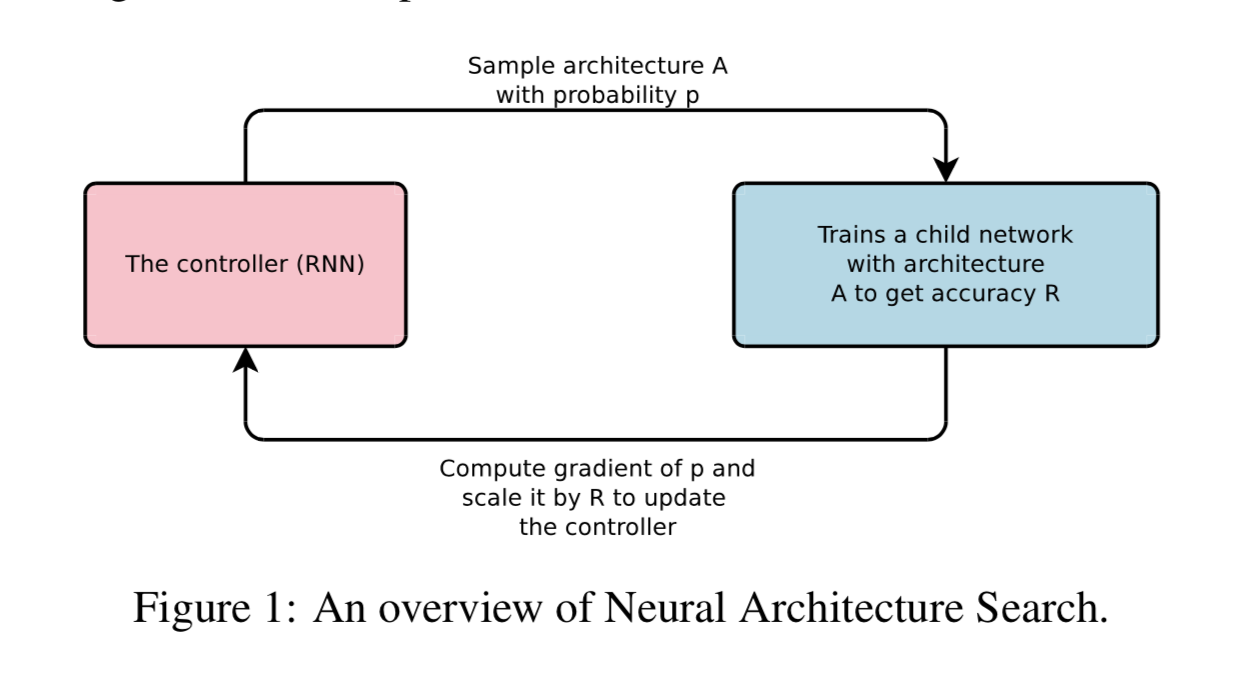 Sample architecture A
with probability p
The controller (RNN)
Trains a child network
with architecture
A to get accuracy R
Compute gradient of p and
scale it by R to update
the controller
Figure 1: An overview of Neural Architecture Search.